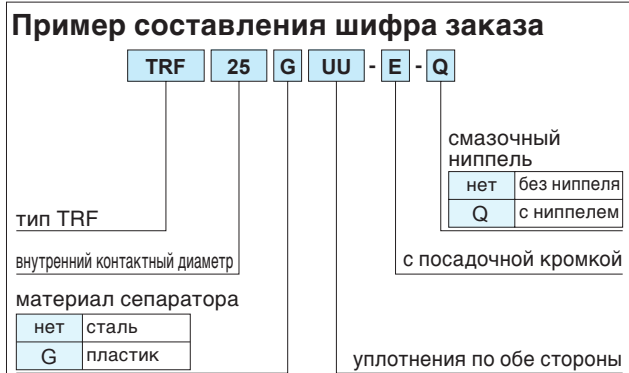 Пример составления шифра заказа
TRF 25 G UU - E - Q
смазочный
ниппель
нет без ниппеля
Q с ниппелем
тип TRF
внутренний контактный диаметр
с посадочной кромкой
материал сепаратора
нет сталь
G пластик
уплотнения по обе стороны